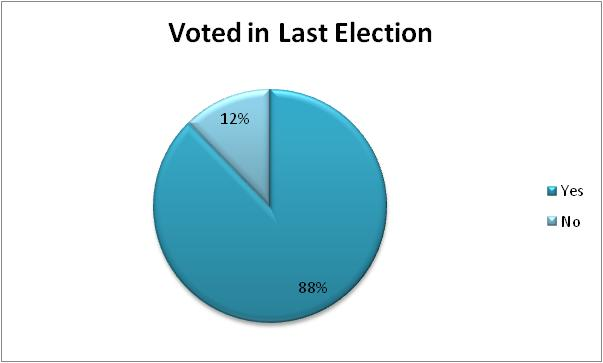 Voted in Last Election
12%
Yes
No
88%